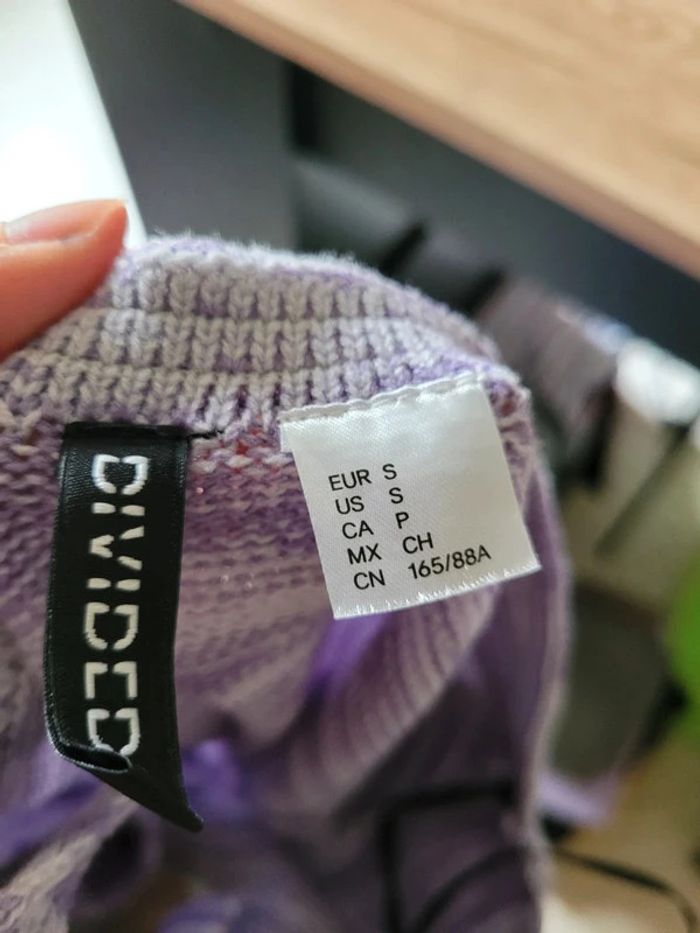 DIVIDED
EUR S
US S
CA P
MX CH
CN 165/88A